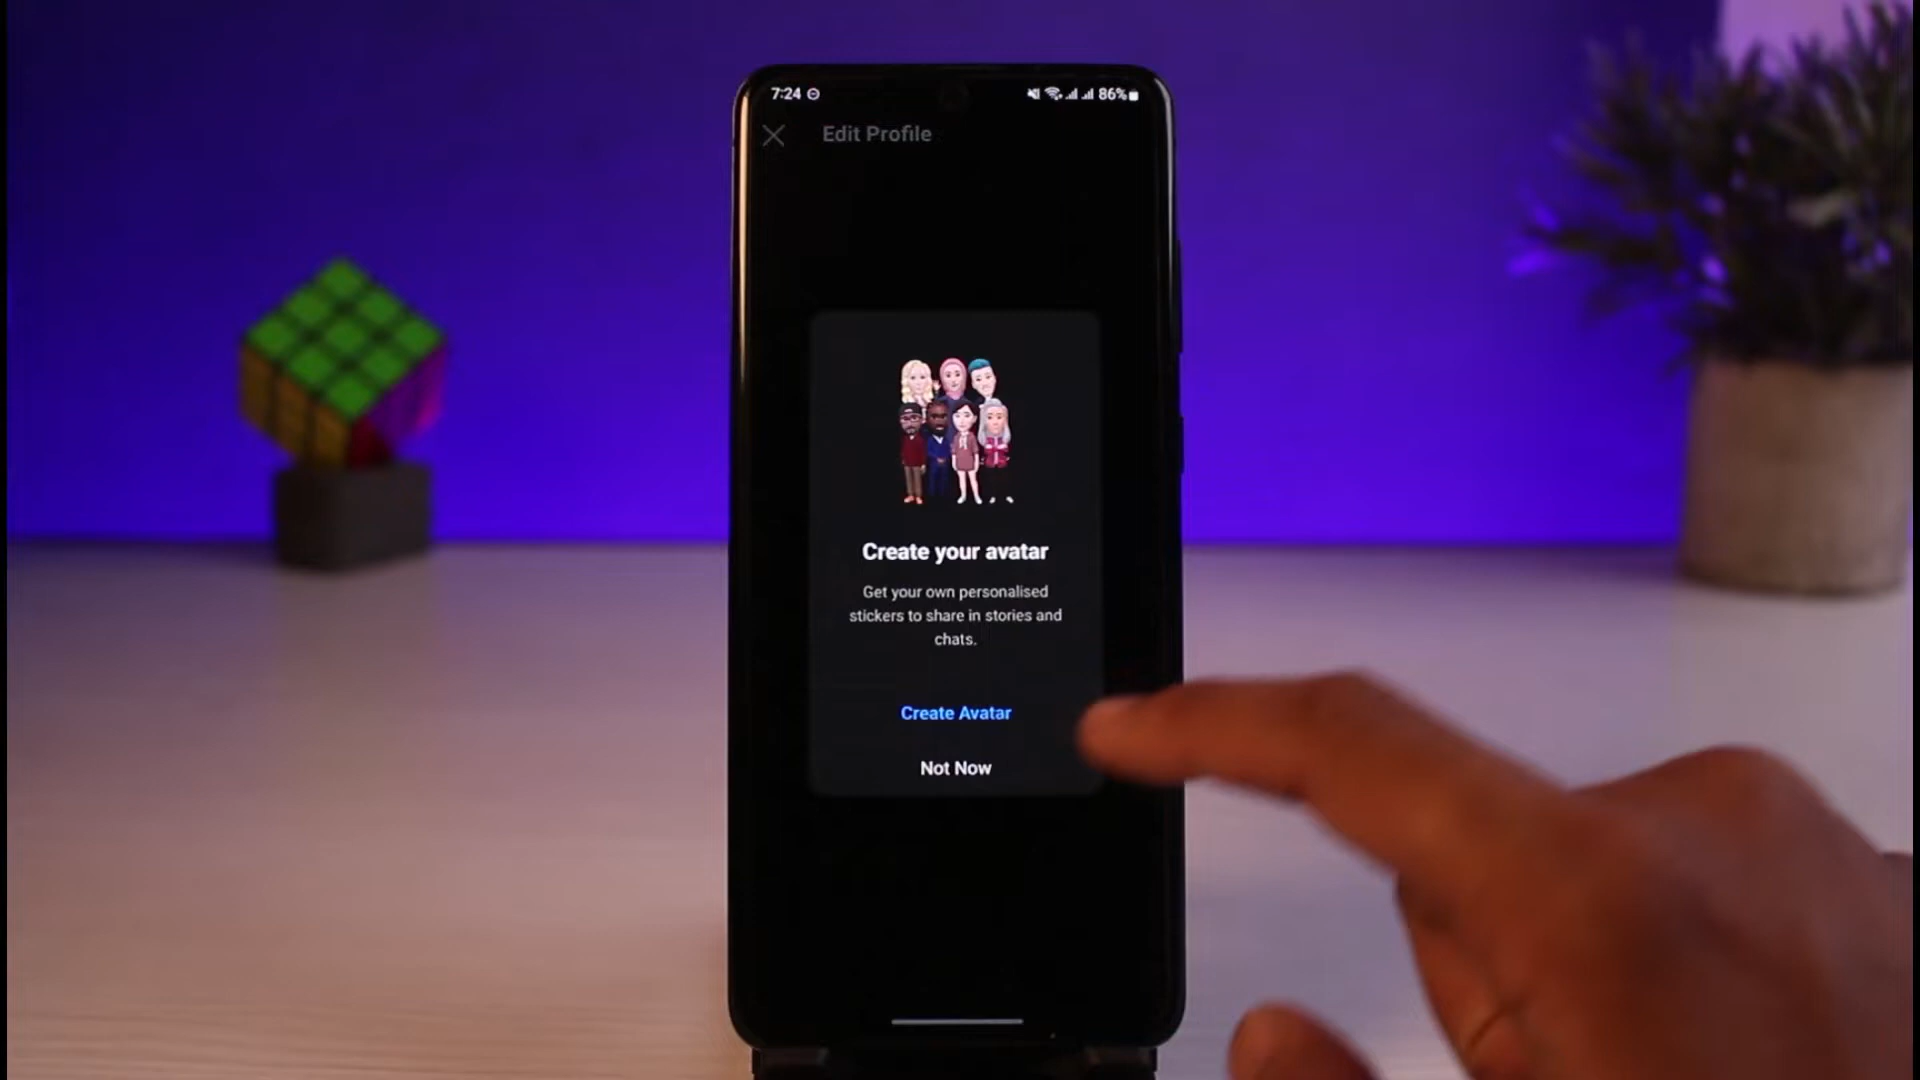 7:24
86%
Edit Profile
Create your avatar
Get your own personalised
stickers to share in stories and
chats.
Create Avatar
Not Now